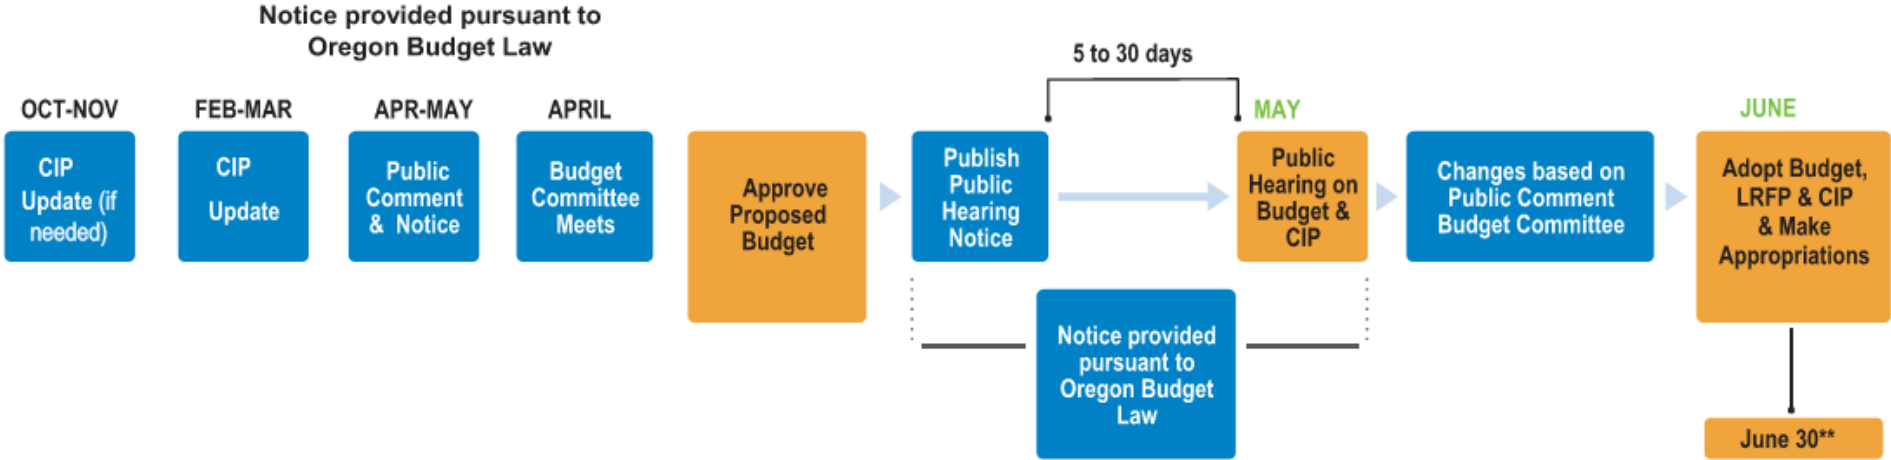 Notice provided pursuant to
Oregon Budget Law
5 to 30 days
OCT-NOV
CIP
Update (if
needed)
FEB-MAR
CIP
Update
APR-MAY
Public
Comment
& Notice
APRIL
Budget
Committee
Meets
Approve
Proposed
Budget
Publish
Public
Hearing
Notice
MAY
Public
Hearing on
Budget &
CIP
Notice provided
pursuant to
Oregon Budget
Law
Changes based on
Public Comment
Budget Committee
JUNE
Adopt Budget,
LRFP & CIP
& Make
Appropriations
June 30**